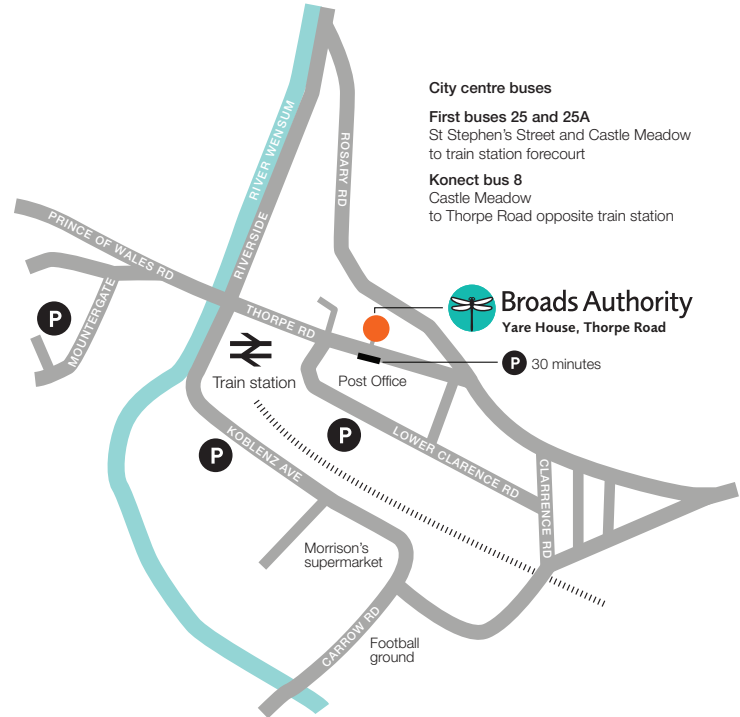 City centre buses
First buses 25 and 25A
St Stephen's Street and Castle Meadow
to train station forecourt
Konect bus 8
Castle Meadow
to Thorpe Road opposite train station
RIVER WENSUM
ROSARY RD
RIVERSIDE
PRINCE OF WALES RD
MOUNTERGATE
P
THORPE RD
Broads Authority
Yare House, Thorpe Road
P 30 minutes
Train station
Post Office
P
P
KOBLENZ AVE
LOWER CLARENCE RD
CLARRENCE RD
Morrison's
supermarket
CARROW RD
Football
ground